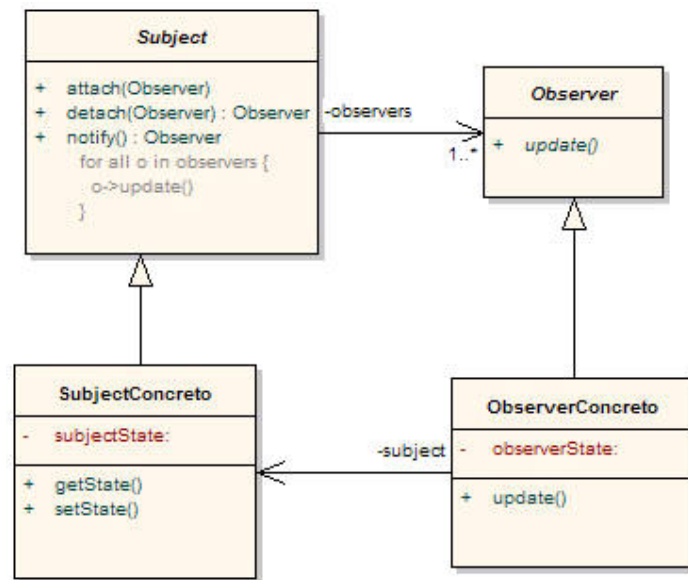 Subject
+ attach(Observer)
+ detach(Observer) : Observer
+ notify() : Observer
for all o in observers {
o->update()
}
-observers
1..*
Observer
+ update()
SubjectConcreto
- subjectState:
+ getState()
+ setState()
-subject
ObserverConcreto
- observerState:
+ update()